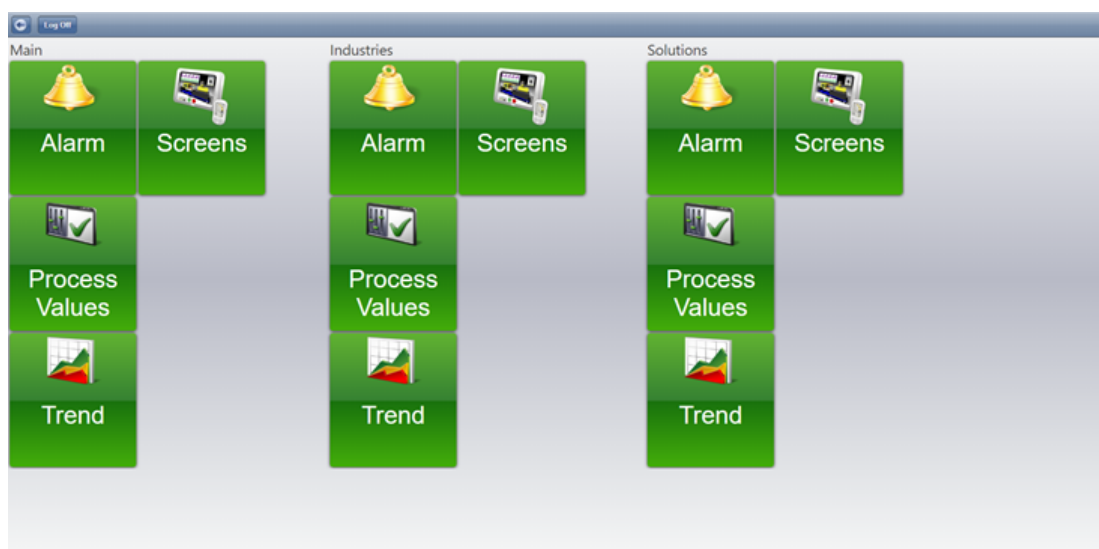 Log Off
Main
Industries
Solutions
Alarm
Screens
Alarm
Screens
Alarm
Screens
Process
Values
Process
Values
Process
Values
Trend
Trend
Trend